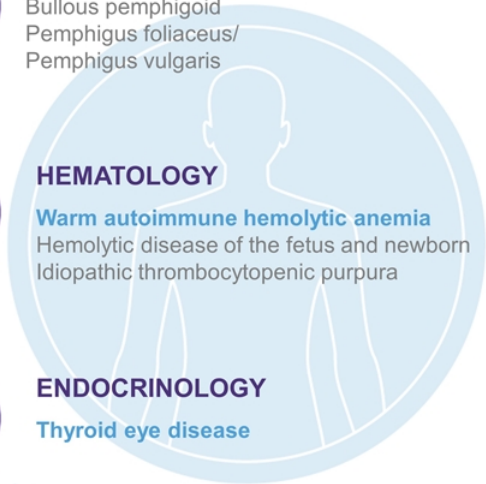 Bullous pemphigoid
Pemphigus foliaceus/
Pemphigus vulgaris
HEMATOLOGY
Warm autoimmune hemolytic anemia
Hemolytic disease of the fetus and newborn
Idiopathic thrombocytopenic purpura
ENDOCRINOLOGY
Thyroid eye disease